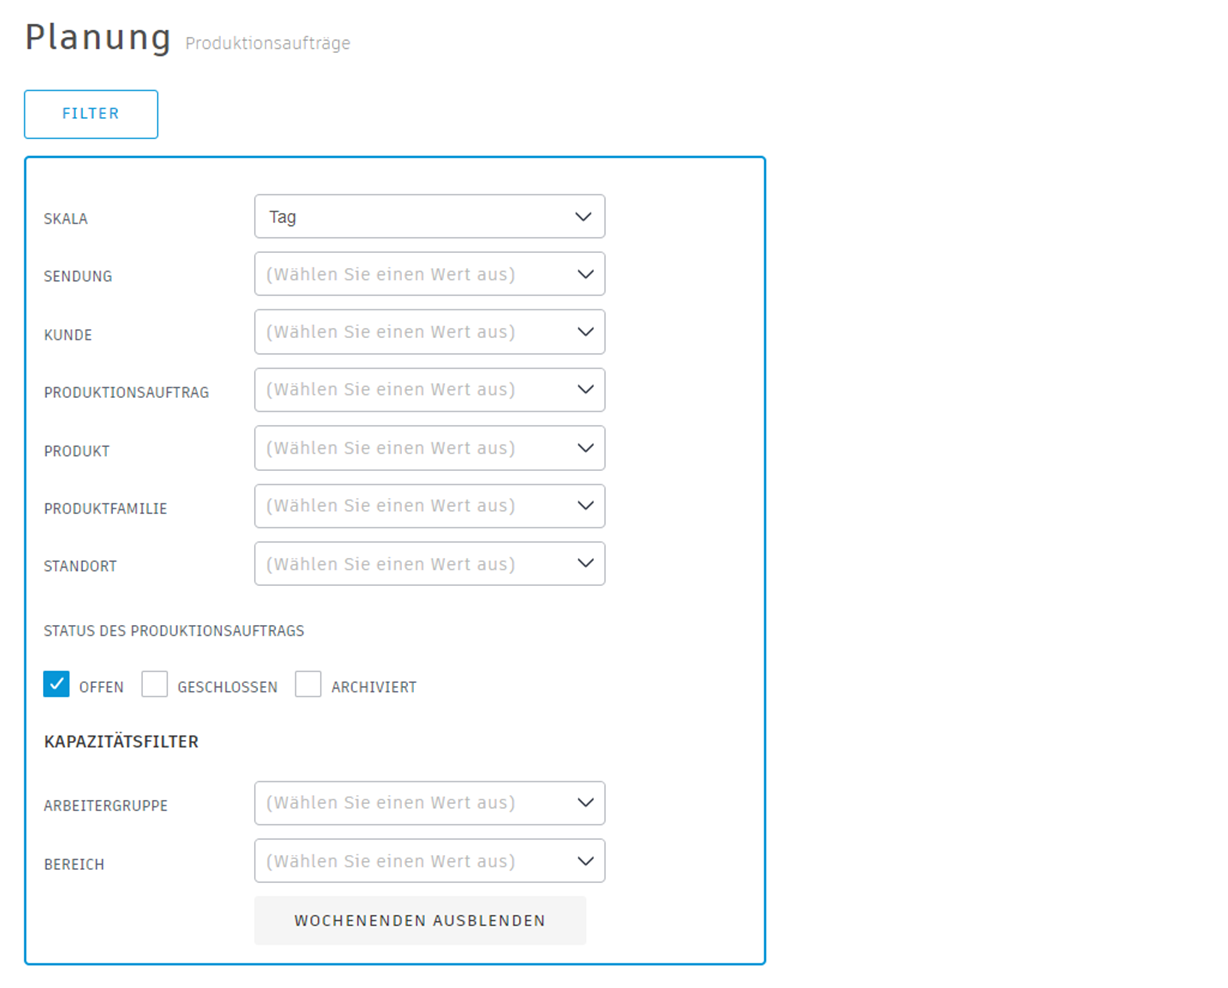 Planung Produktionsaufträge
FILTER
SKALA Tag
SENDUNG (Wählen Sie einen Wert aus)
KUNDE (Wählen Sie einen Wert aus)
PRODUKTIONSAUFTRAG (Wählen Sie einen Wert aus)
PRODUKT (Wählen Sie einen Wert aus)
PRODUKTFAMILIE (Wählen Sie einen Wert aus)
STANDORT (Wählen Sie einen Wert aus)
STATUS DES PRODUKTIONSAUFTRAGS
OFFEN GESCHLOSSEN ARCHIVIERT
KAPAZITÄTSFILTER
ARBEITERGRUPPE (Wählen Sie einen Wert aus)
BEREICH (Wählen Sie einen Wert aus)
WOCHENENDEN AUSBLENDEN